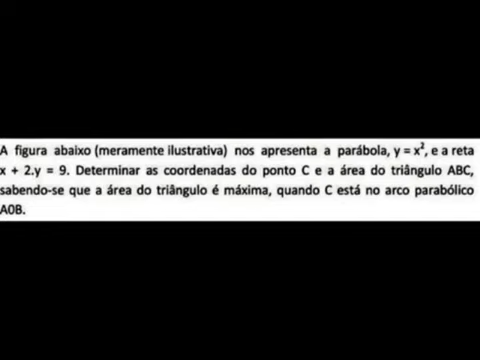 A figura abaixo (meramente ilustrativa) nos apresenta a parábola, y = x², e a reta
x + 2.y = 9. Determinar as coordenadas do ponto C e a área do triângulo ABC,
sabendo-se que a área do triângulo é máxima, quando C está no arco parabólico
A0B.